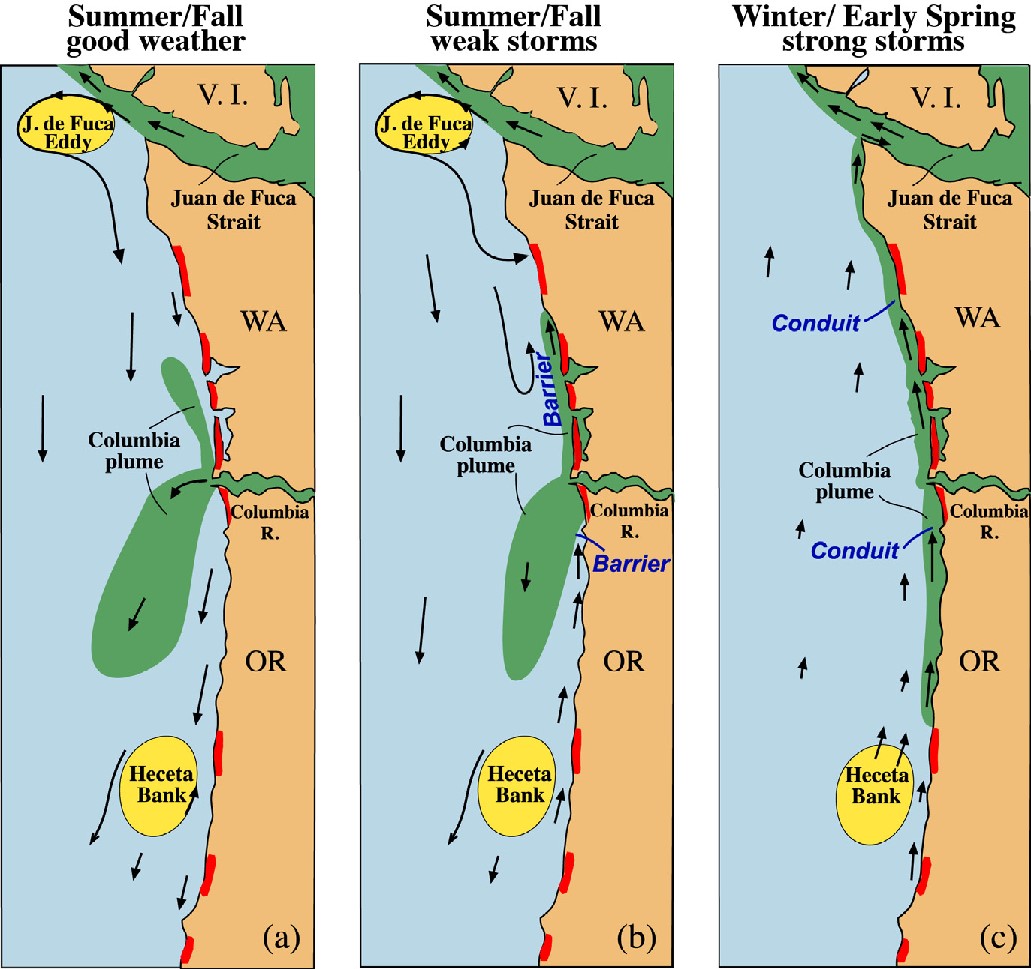 Summer/Fall
good weather
V. I.
J. de Fuca
Eddy
Juan de Fuca
Strait
WA
Columbia
plume
Columbia
R.
OR
Heceta
Bank
(a)
Summer/Fall
weak storms
V. I.
J. de Fuca
Eddy
Juan de Fuca
Strait
WA
Barrier
Columbia
plume
Columbia
R.
Barrier
OR
Heceta
Bank
(b)
Winter/ Early Spring
strong storms
V. I.
Juan de Fuca
Strait
Conduit
WA
Columbia
plume
Columbia
R.
Conduit
OR
Heceta
Bank
(c)